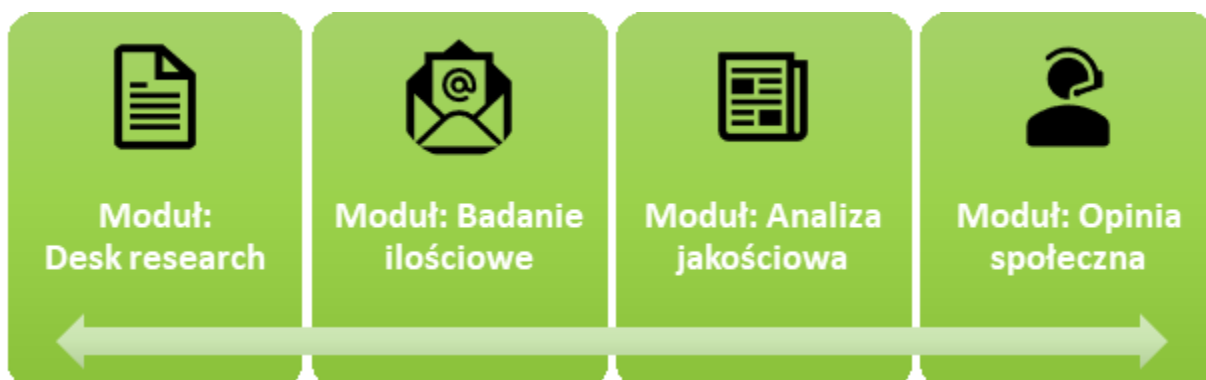 Moduł:
Desk research
Moduł: Badanie
ilościowe
Moduł: Analiza
jakościowa
Moduł: Opinia
społeczna